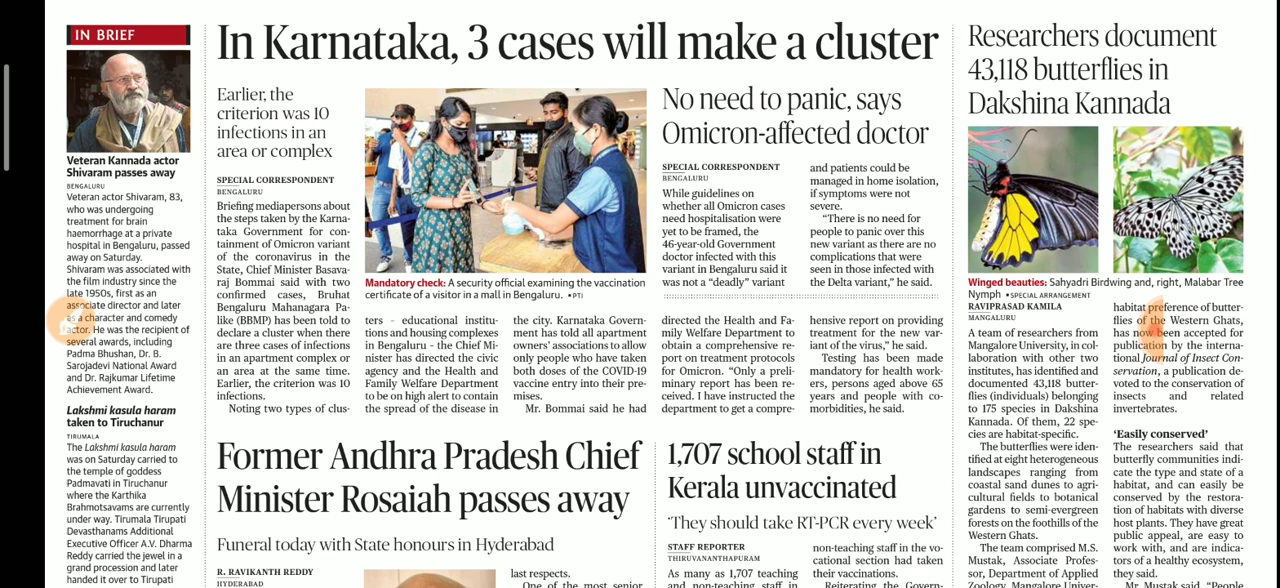 IN BRIEF
Veteran Kannada actor
Shivaram passes away
BENGALURU
Veteran actor Shivaram, 83,
who was undergoing
treatment for brain
haemorrhage at a private
hospital in Bengaluru, passed
away on Saturday.
Shivaram was associated with
the film industry since the
late 1950s, first as an
associate director and later
as a character and comedy
actor. He was the recipient of
several awards, including
Padma Bhushan, Dr. B.
Sarojadevi National Award
and Dr. Rajkumar Lifetime
Achievement Award.
Lakshmi kasula haram
taken to Tiruchanur
TIRUMALA
The Lakshmi kasula haram
was on Saturday carried to
the temple of goddess
Padmavati in Tiruchanur
where the Karthika
Brahmotsavams are currently
under way. Tirumala Tirupati
Devasthanams Additional
Executive Officer A.V. Dharma
Reddy carried the jewel in a
grand procession and later
handed it over to Tirupati
In Karnataka, 3 cases will make a cluster
Earlier, the
criterion was 10
infections in an
area or complex
SPECIAL CORRESPONDENT
BENGALURU
Briefing mediapersons about
the steps taken by the Karna-
taka Government for con-
tainment of Omicron variant
of the coronavirus in the
State, Chief Minister Basava-
raj Bommai said with two
confirmed cases, Bruhat
Bengaluru Mahanagara Pa-
like (BBMP) has been told to
declare a cluster when there
are three cases of infections
in an apartment complex or
an area at the same time.
Earlier, the criterion was 10
infections.
Noting two types of clus-
Mandatory check: A security official examining the vaccination
certificate of a visitor in a mall in Bengaluru. •PTI
ters - educational institu-
tions and housing complexes
in Bengaluru - the Chief Mi-
nister has directed the civic
agency and the Health and
Family Welfare Department
to be on high alert to contain
the spread of the disease in
the city. Karnataka Govern-
ment has told all apartment
owners' associations to allow
only people who have taken
both doses of the COVID-19
vaccine entry into their pre-
mises.
Mr. Bommai said he had
directed the Health and Fa-
mily Welfare Department to
obtain a comprehensive re-
port on treatment protocols
for Omicron. "Only a preli-
minary report has been re-
ceived. I have instructed the
department to get a compre-
hensive report on providing
treatment for the new var-
iant of the virus," he said.
Testing has been made
mandatory for health work-
ers, persons aged above 65
years and people with co-
morbidities, he said.
No need to panic, says
Omicron-affected doctor
SPECIAL CORRESPONDENT
BENGALURU
While guidelines on
whether all Omicron cases
need hospitalisation were
yet to be framed, the
46-year-old Government
doctor infected with this
variant in Bengaluru said it
was not a "deadly" variant
and patients could be
managed in home isolation,
if symptoms were not
severe.
"There is no need for
people to panic over this
new variant as there are no
complications that were
seen in those infected with
the Delta variant," he said.
Former Andhra Pradesh Chief
Minister Rosaiah passes away
Funeral today with State honours in Hyderabad
R. RAVIKANTH REDDY
HYDERABAD
last respects.
One of the most senior
1,707 school staff in
Kerala unvaccinated
'They should take RT-PCR every week'
STAFF REPORTER
THIRUVANANTHAPURAM
As many as 1,707 teaching
and non-teaching staff in
non-teaching staff in the vo-
cational section had taken
their vaccinations.
Reiterating the Govern-
Researchers document
43,118 butterflies in
Dakshina Kannada
Winged beauties: Sahyadri Birdwing and, right, Malabar Tree
Nymph •SPECIAL ARRANGEMENT
RAVIPRASAD KAMILA
MANGALURU
A team of researchers from
Mangalore University, in col-
laboration with other two
institutes, has identified and
documented 43,118 butter-
flies (individuals) belonging
to 175 species in Dakshina
Kannada. Of them, 22 spe-
cies are habitat-specific.
The butterflies were iden-
tified at eight heterogeneous
landscapes ranging from
coastal sand dunes to agri-
cultural fields to botanical
gardens to semi-evergreen
forests on the foothills of the
Western Ghats.
The team comprised M.S.
Mustak, Associate Profes-
sor, Department of Applied
Zoology, Mangalore Univer-
habitat preference of butter-
flies of the Western Ghats,
has now been accepted for
publication by the interna-
tional Journal of Insect Con-
servation, a publication de-
voted to the conservation of
insects and related
invertebrates.
'Easily conserved'
The researchers said that
butterfly communities indi-
cate the type and state of a
habitat, and can easily be
conserved by the restora-
tion of habitats with diverse
host plants. They have great
public appeal, are easy to
work with, and are indica-
tors of a healthy ecosystem,
they said.
Mr. Mustak said, "People